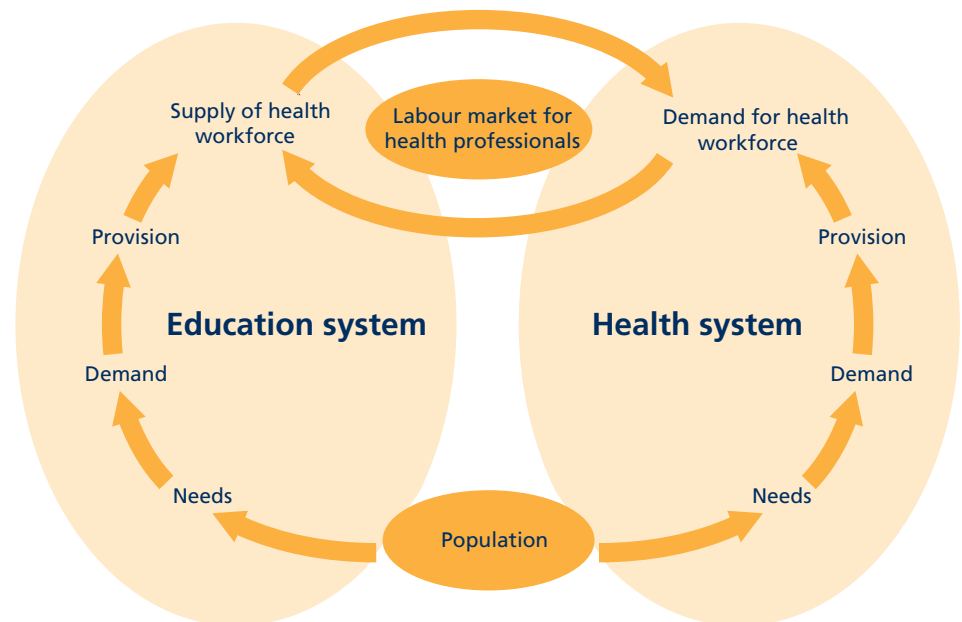 Supply of health
workforce
Labour market for
health professionals
Demand for health
workforce
Provision
Provision
Education system
Health system
Demand
Demand
Needs
Needs
Population